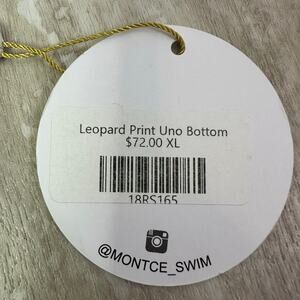 Leopard Print Uno Bottom
$72.00 XL
18RS165
@MONTCE_SWIM